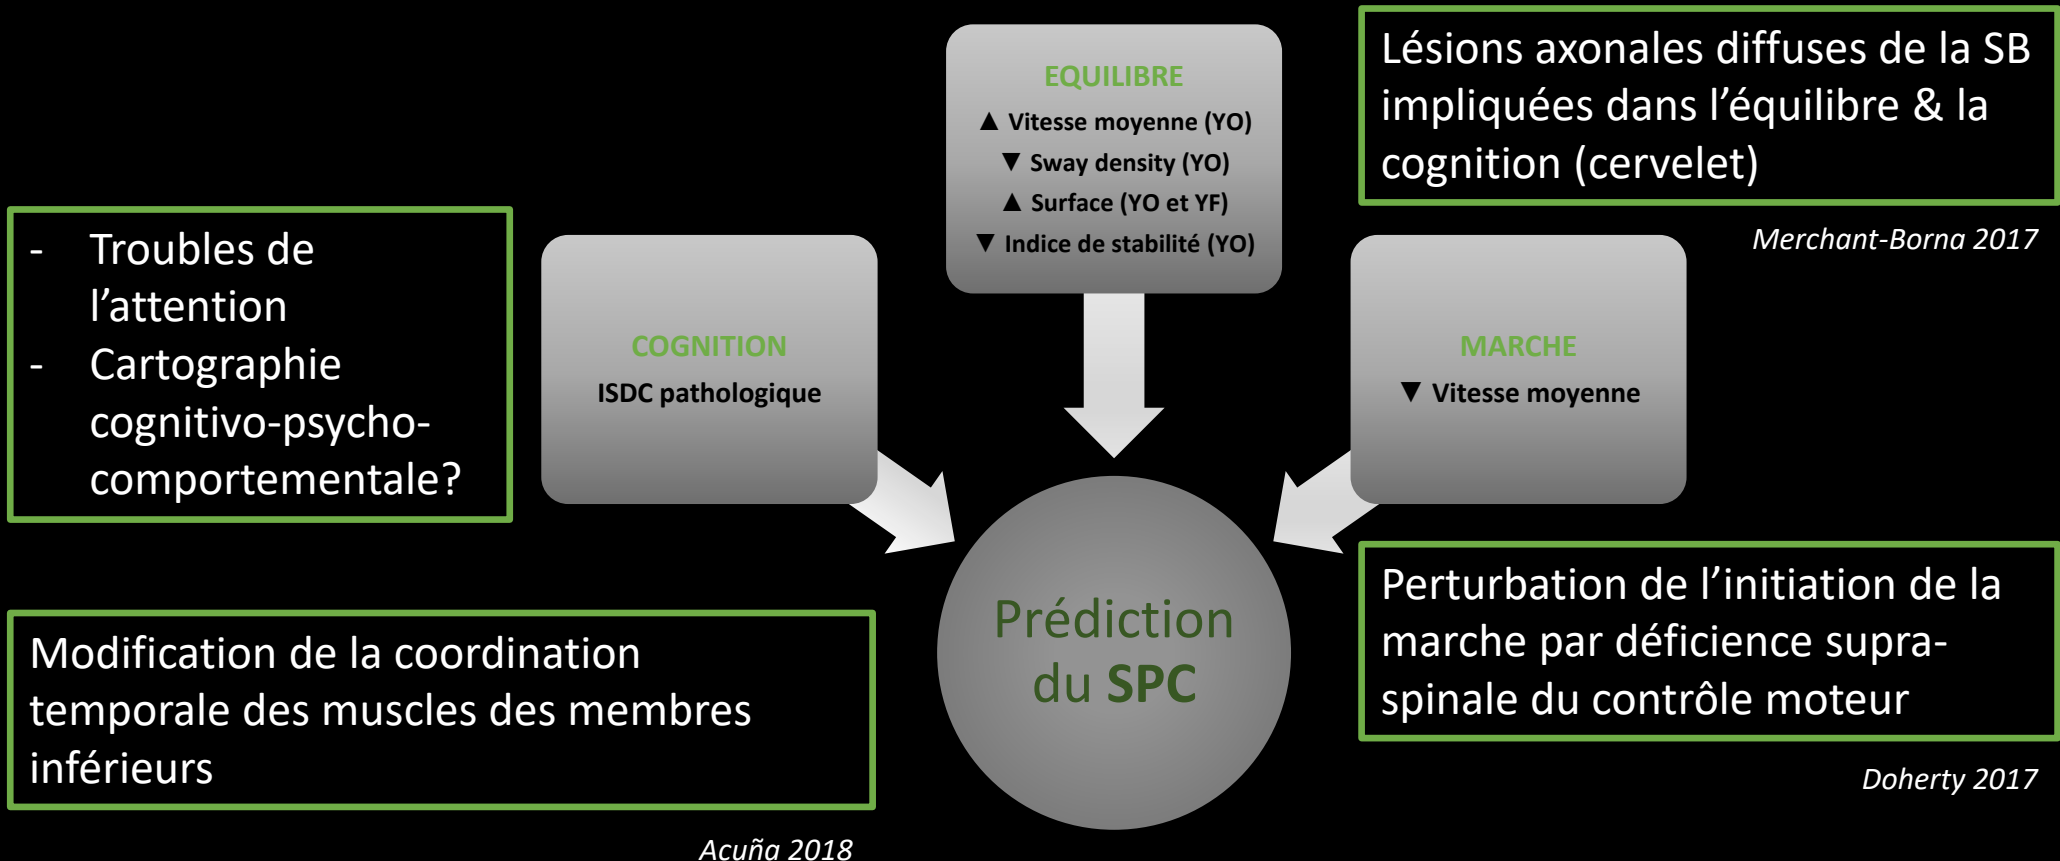 EQUILIBRE
▲ Vitesse moyenne (YO)
▼ Sway density (YO)
▲ Surface (YO et YF)
▼ Indice de stabilité (YO)
Lésions axonales diffuses de la SB
impliquées dans l’équilibre & la
cognition (cervelet)
Merchant-Borna 2017
- Troubles de
l’attention
- Cartographie
cognitivo-psycho-
comportementale?
COGNITION
ISDC pathologique
MARCHE
▼ Vitesse moyenne
Prédiction
du SPC
Modification de la coordination
temporale des muscles des membres
inférieurs
Acuña 2018
Perturbation de l’initiation de la
marche par déficience supra-
spinale du contrôle moteur
Doherty 2017